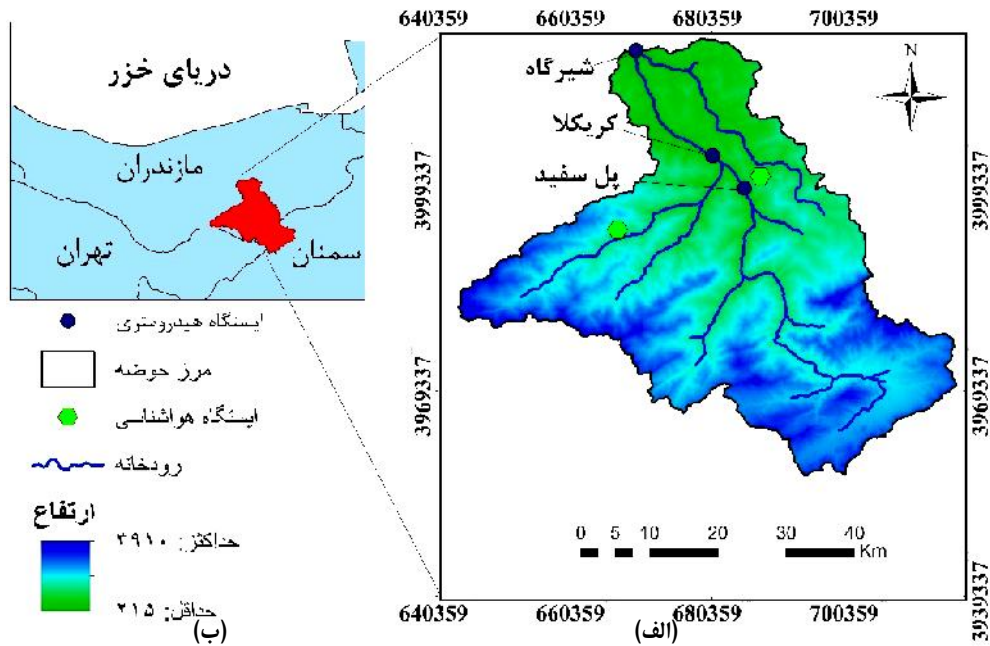 640359 660359 680359 700359
دریای خزر
مازندران
تهران
سمنان
شیرگاه
کریکلا
پل سفید
N
3999337
3969337
3999337
3969337
3939337
0 5 10 20 30 40
Km
640359 660359 680359 700359
(الف)
ایستگاه هیدرومتری
مرز حوضه
ایستگاه هواشناسی
رودخانه
ارتفاع
حداکثر: ۳۹۱۰
حداقل: ۲۱۵
(ب)